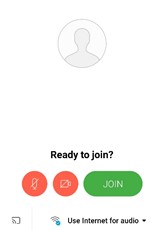 Ready to join?
JOIN
Use Internet for audio